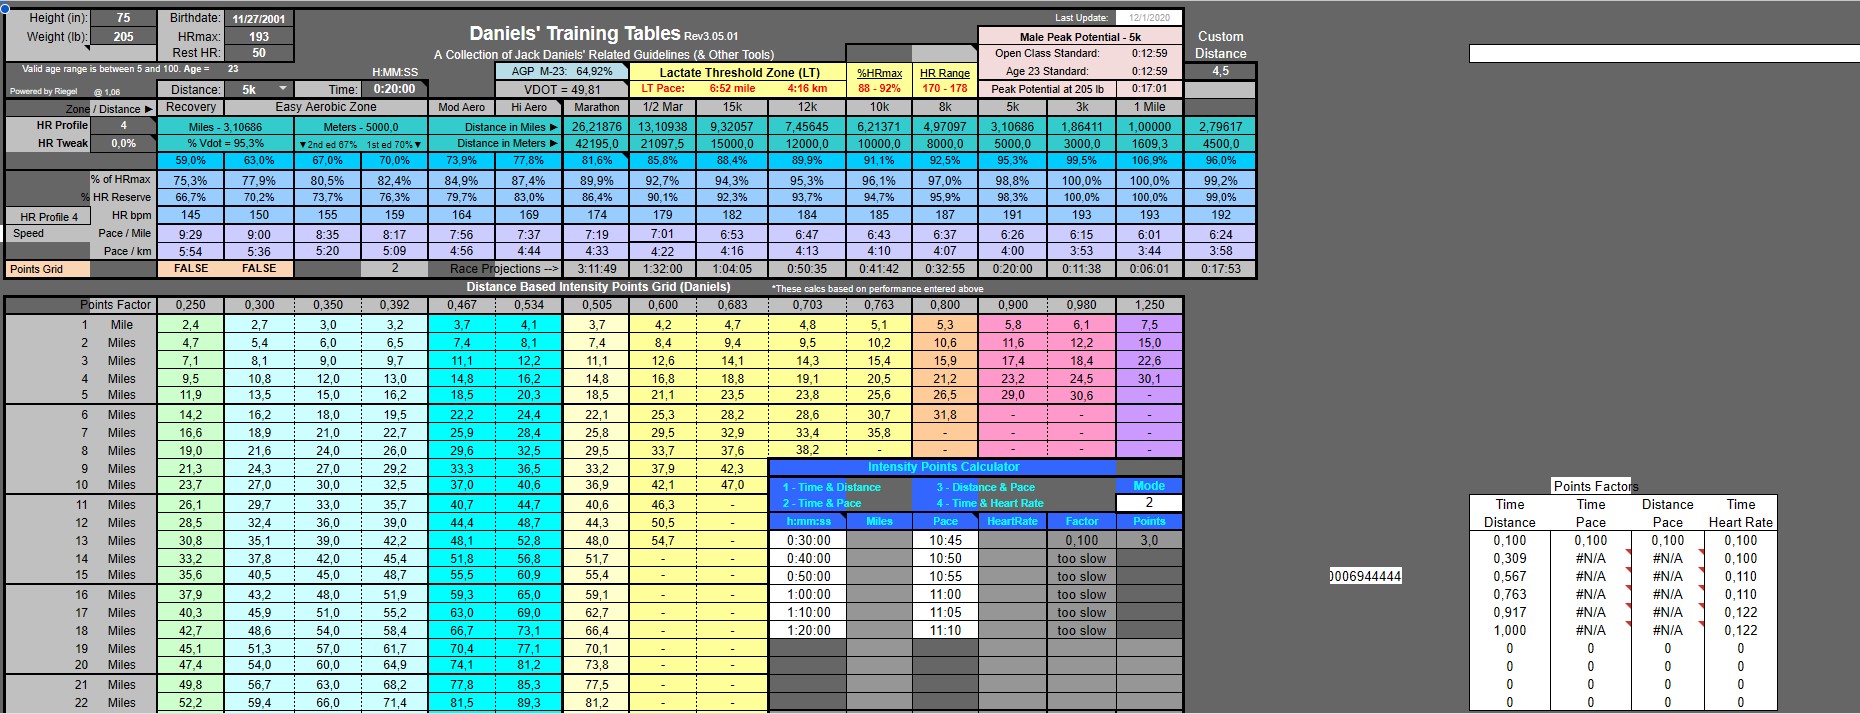 Height (in): 75 Birthdate: 11/27/2001 Last Update: 12/1/2020
Weight (lb): 205 HRmax: 193 Daniels' Training Tables Rev3.05.01 Male Peak Potential - 5k Custom
Rest HR: 50 A Collection of Jack Daniels' Related Guidelines (& Other Tools) Open Class Standard: 0:12:59 Distance
Valid age range is between 5 and 100. Age = 23 H:MM:SS AGP M-23: 64,92% Lactate Threshold Zone (LT) %HRmax HR Range Age 23 Standard: 0:12:59 4,5
Powered by Riegel @ 1,06 Distance: 5k Time: 0:20:00 VDOT = 49,81 LT Pace: 6:52 mile 4:16 km 88 - 92% 170 - 178 Peak Potential at 205 lb 0:17:01
Zone / Distance ► Recovery Easy Aerobic Zone Mod Aero Hi Aero Marathon 1/2 Mar 15k 12k 10k 8k 5k 3k 1 Mile
HR Profile 4 Miles - 3,10686 Meters - 5000,0 Distance in Miles ► 26,21876 13,10938 9,32057 7,45645 6,21371 4,97097 3,10686 1,86411 1,00000 2,79617
HR Tweak 0,0% % Vdot = 95,3% ▼2nd ed 67% 1st ed 70%▼ Distance in Meters ► 42195,0 21097,5 15000,0 12000,0 10000,0 8000,0 5000,0 3000,0 1609,3 4500,0
59,0% 63,0% 67,0% 70,0% 73,9% 77,8% 81,6% 85,8% 88,4% 89,9% 91,1% 92,5% 95,3% 99,5% 106,9% 96,0%
% of HRmax 75,3% 77,9% 80,5% 82,4% 84,9% 87,4% 89,9% 92,7% 94,3% 95,3% 96,1% 97,0% 98,8% 100,0% 100,0% 99,2%
% HR Reserve 66,7% 70,2% 73,7% 76,3% 79,7% 83,0% 86,4% 90,1% 92,3% 93,7% 94,7% 95,9% 98,3% 100,0% 100,0% 99,0%
HR Profile 4 HR bpm 145 150 155 159 164 169 174 179 182 184 185 187 191 193 193 192
Speed Pace / Mile 9:29 9:00 8:35 8:17 7:56 7:37 7:19 7:01 6:53 6:47 6:43 6:37 6:26 6:15 6:01 6:24
Pace / km 5:54 5:36 5:20 5:09 4:56 4:44 4:33 4:22 4:16 4:13 4:10 4:07 4:00 3:53 3:44 3:58
Points Grid FALSE FALSE 2 Race Projections --> 3:11:49 1:32:00 1:04:05 0:50:35 0:41:42 0:32:55 0:20:00 0:11:38 0:06:01 0:17:53
Distance Based Intensity Points Grid (Daniels) *These calcs based on performance entered above
Points Factor 0,250 0,300 0,350 0,392 0,467 0,534 0,505 0,600 0,683 0,703 0,763 0,800 0,900 0,980 1,250
1 Mile 2,4 2,7 3,0 3,2 3,7 4,1 3,7 4,2 4,7 4,8 5,1 5,3 5,8 6,1 7,5
2 Miles 4,7 5,4 6,0 6,5 7,4 8,1 7,4 8,4 9,4 9,5 10,2 10,6 11,6 12,2 15,0
3 Miles 7,1 8,1 9,0 9,7 11,1 12,2 11,1 12,6 14,1 14,3 15,4 15,9 17,4 18,4 22,6
4 Miles 9,5 10,8 12,0 13,0 14,8 16,2 14,8 16,8 18,8 19,1 20,5 21,2 23,2 24,5 30,1
5 Miles 11,9 13,5 15,0 16,2 18,5 20,3 18,5 21,1 23,5 23,8 25,6 26,5 29,0 30,6 -
6 Miles 14,2 16,2 18,0 19,5 22,2 24,4 22,1 25,3 28,2 28,6 30,7 31,8 - - -
7 Miles 16,6 18,9 21,0 22,7 25,9 28,4 25,8 29,5 32,9 33,4 35,8 - - - -
8 Miles 19,0 21,6 24,0 26,0 29,6 32,5 29,5 33,7 37,6 38,2 - - - - -
9 Miles 21,3 24,3 27,0 29,2 33,3 36,5 33,2 37,9 42,3 Intensity Points Calculator
10 Miles 23,7 27,0 30,0 32,5 37,0 40,6 36,9 42,1 47,0 1 - Time & Distance 3 - Distance & Pace Mode Points Factors
11 Miles 26,1 29,7 33,0 35,7 40,7 44,7 40,6 46,3 - 2 - Time & Pace 4 - Time & Heart Rate 2 Time Time Distance Time
12 Miles 28,5 32,4 36,0 39,0 44,4 48,7 44,3 50,5 - h:mm:ss Miles Pace HeartRate Factor Points Distance Pace Pace Heart Rate
13 Miles 30,8 35,1 39,0 42,2 48,1 52,8 48,0 54,7 - 0:30:00 10:45 0,100 3,0 0,100 0,100 0,100 0,100
14 Miles 33,2 37,8 42,0 45,4 51,8 56,8 51,7 - - 0:40:00 10:50 too slow 0,309 #N/A #N/A 0,100
15 Miles 35,6 40,5 45,0 48,7 55,5 60,9 55,4 - - 0:50:00 10:55 too slow 0006944444 0,567 #N/A #N/A 0,110
16 Miles 37,9 43,2 48,0 51,9 59,3 65,0 59,1 - - 1:00:00 11:00 too slow 0,763 #N/A #N/A 0,110
17 Miles 40,3 45,9 51,0 55,2 63,0 69,0 62,7 - - 1:10:00 11:05 too slow 0,917 #N/A #N/A 0,122
18 Miles 42,7 48,6 54,0 58,4 66,7 73,1 66,4 - - 1:20:00 11:10 too slow 1,000 #N/A #N/A 0,122
19 Miles 45,1 51,3 57,0 61,7 70,4 77,1 70,1 - - 0 0 0 0
20 Miles 47,4 54,0 60,0 64,9 74,1 81,2 73,8 - - 0 0 0 0
21 Miles 49,8 56,7 63,0 68,2 77,8 85,3 77,5 - - 0 0 0 0
22 Miles 52,2 59,4 66,0 71,4 81,5 89,3 81,2 - - 0 0 0 0